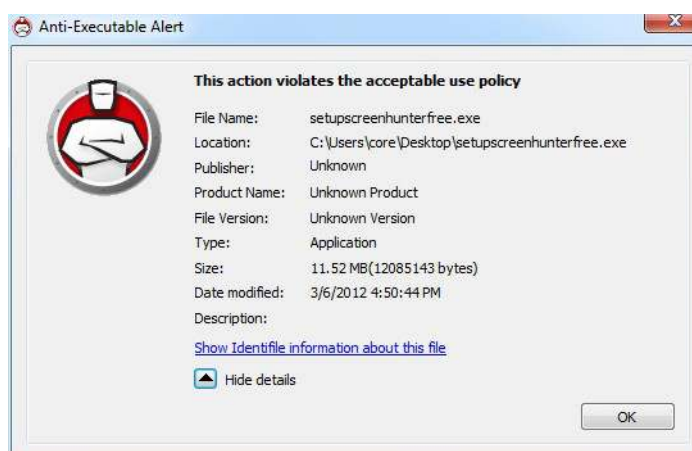 Anti-Executable Alert
This action violates the acceptable use policy
File Name: setupscreenhunterfree.exe
Location: C:\Users\core\Desktop\setupscreenhunterfree.exe
Publisher: Unknown
Product Name: Unknown Product
File Version: Unknown Version
Type: Application
Size: 11.52 MB(12085143 bytes)
Date modified: 3/6/2012 4:50:44 PM
Description:
Show Identifile information about this file
Hide details
OK